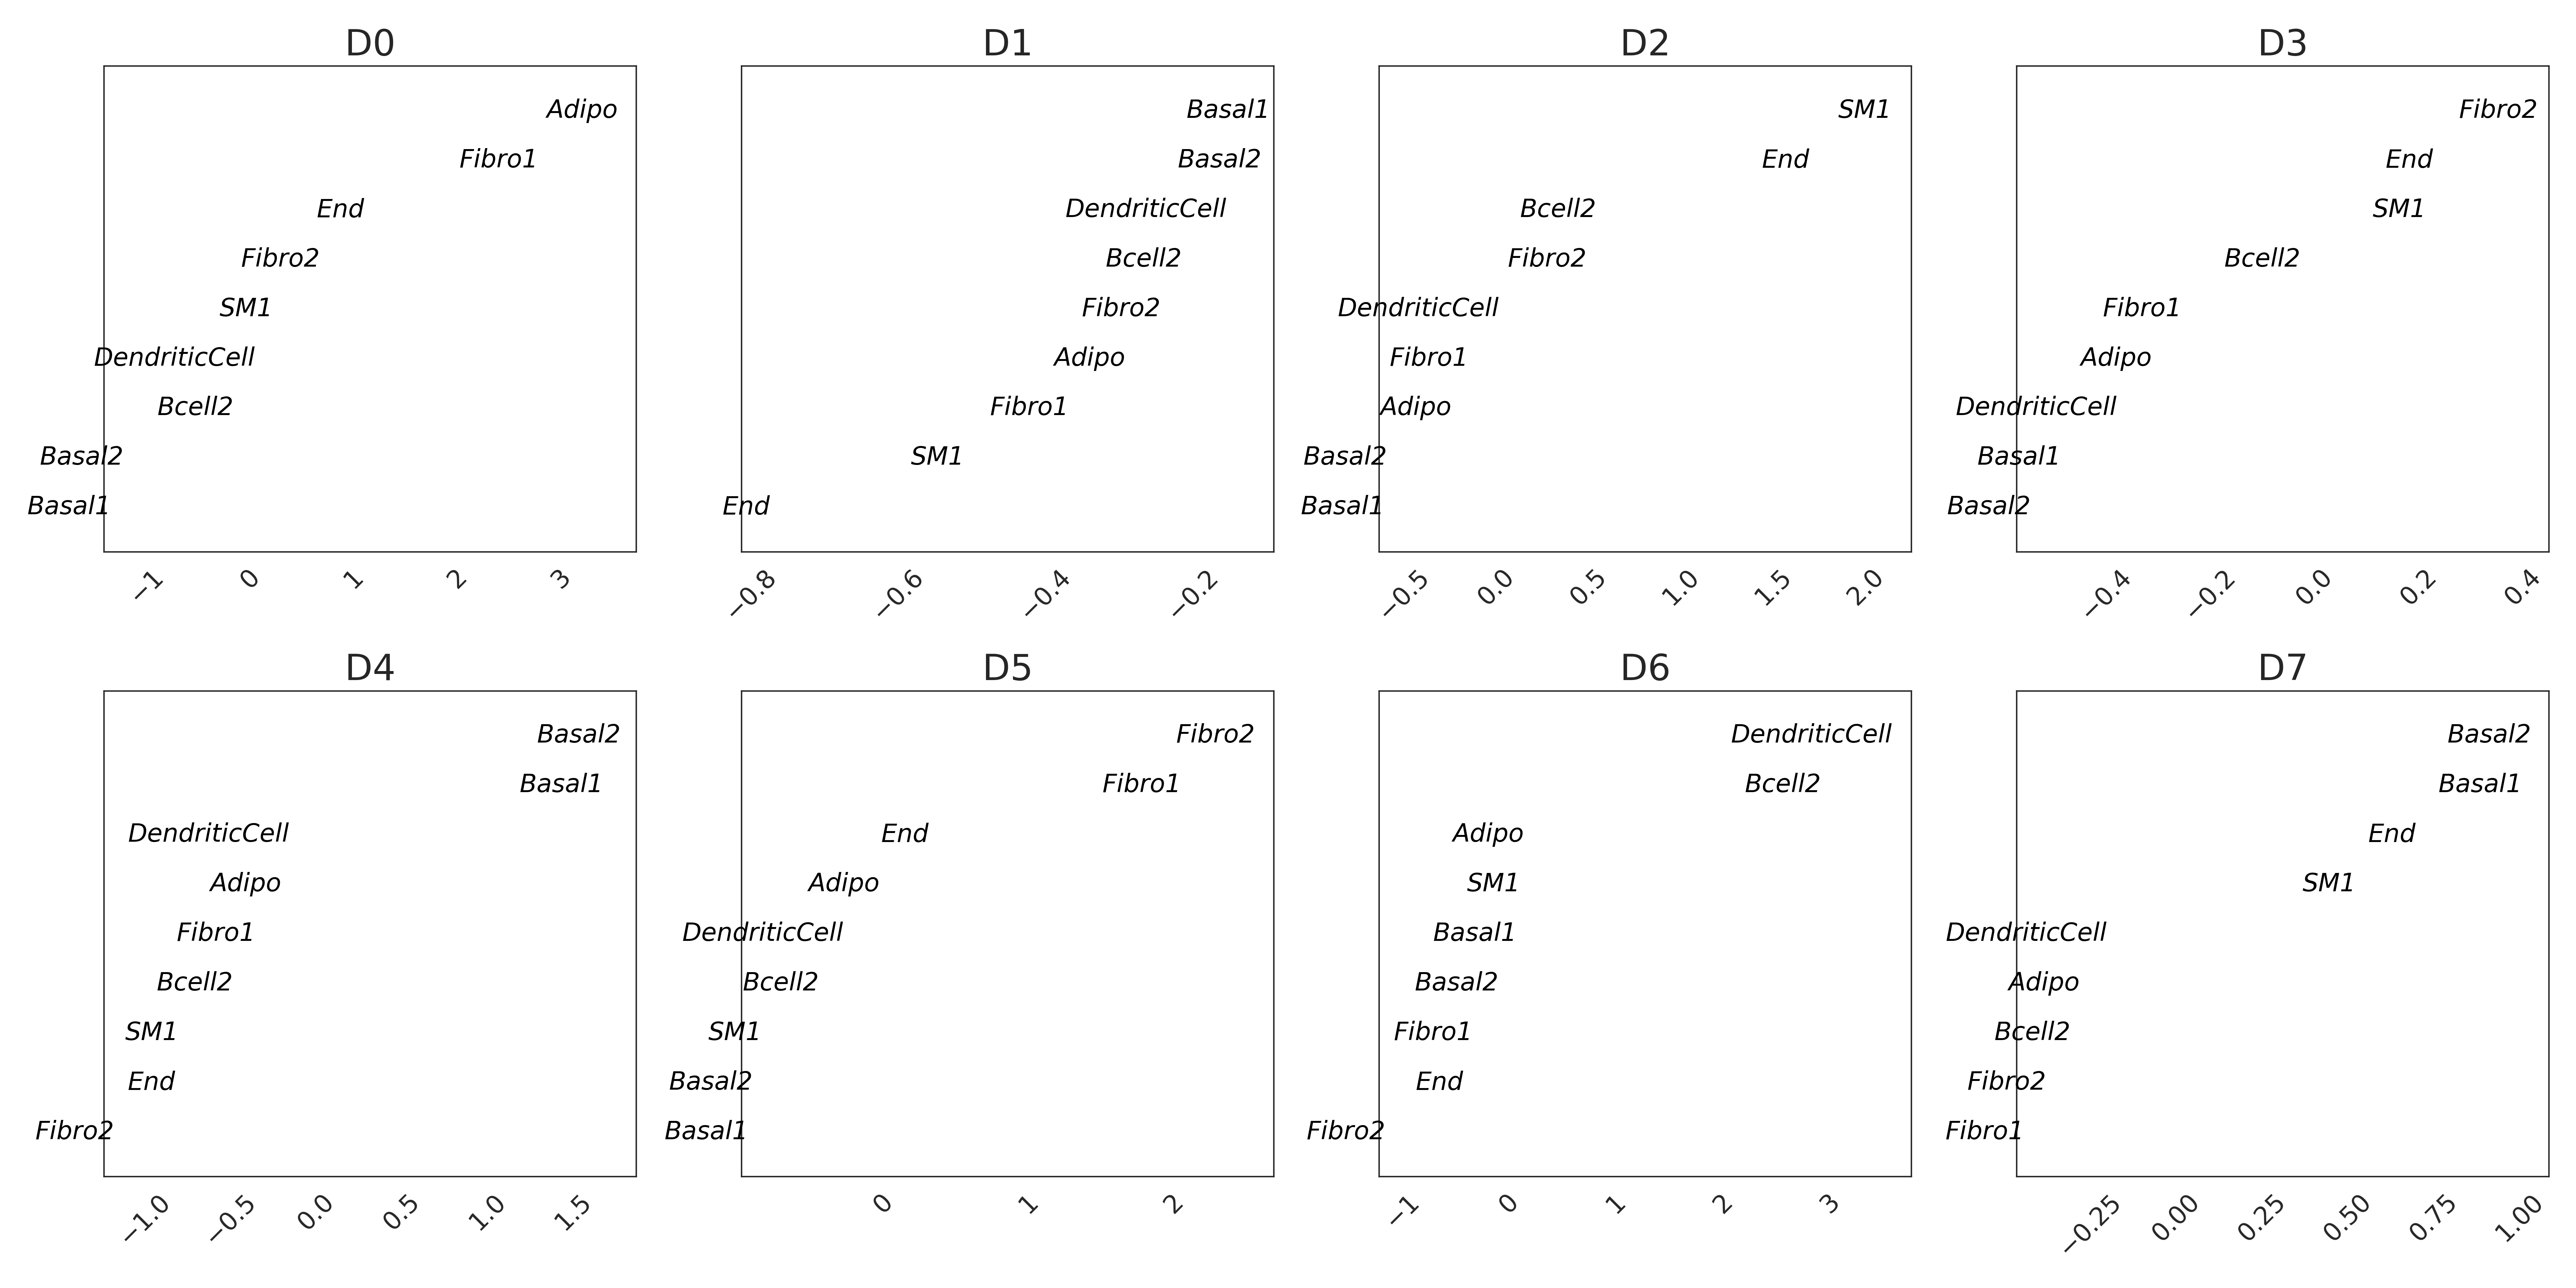 D0
Adipo
Fibro1
End
Fibro2
SM1
DendriticCell
Bcell2
Basal2
Basal1
−1 0 1 2 3
D1
Basal1
Basal2
DendriticCell
Bcell2
Fibro2
Adipo
Fibro1
SM1
End
−0.8 −0.6 −0.4 −0.2
D2
SM1
End
Bcell2
Fibro2
DendriticCell
Fibro1
Adipo
Basal2
Basal1
−0.5 0.0 0.5 1.0 1.5 2.0
D3
Fibro2
End
SM1
Bcell2
Fibro1
Adipo
DendriticCell
Basal1
Basal2
−0.4 −0.2 0.0 0.2 0.4
D4
Basal2
Basal1
DendriticCell
Adipo
Fibro1
Bcell2
SM1
End
Fibro2
−1.0 −0.5 0.0 0.5 1.0 1.5
D5
Fibro2
Fibro1
End
Adipo
DendriticCell
Bcell2
SM1
Basal2
Basal1
0 1 2
D6
DendriticCell
Bcell2
Adipo
SM1
Basal1
Basal2
Fibro1
End
Fibro2
−1 0 1 2 3
D7
Basal2
Basal1
End
SM1
DendriticCell
Adipo
Bcell2
Fibro2
Fibro1
−0.25 0.00 0.25 0.50 0.75 1.00